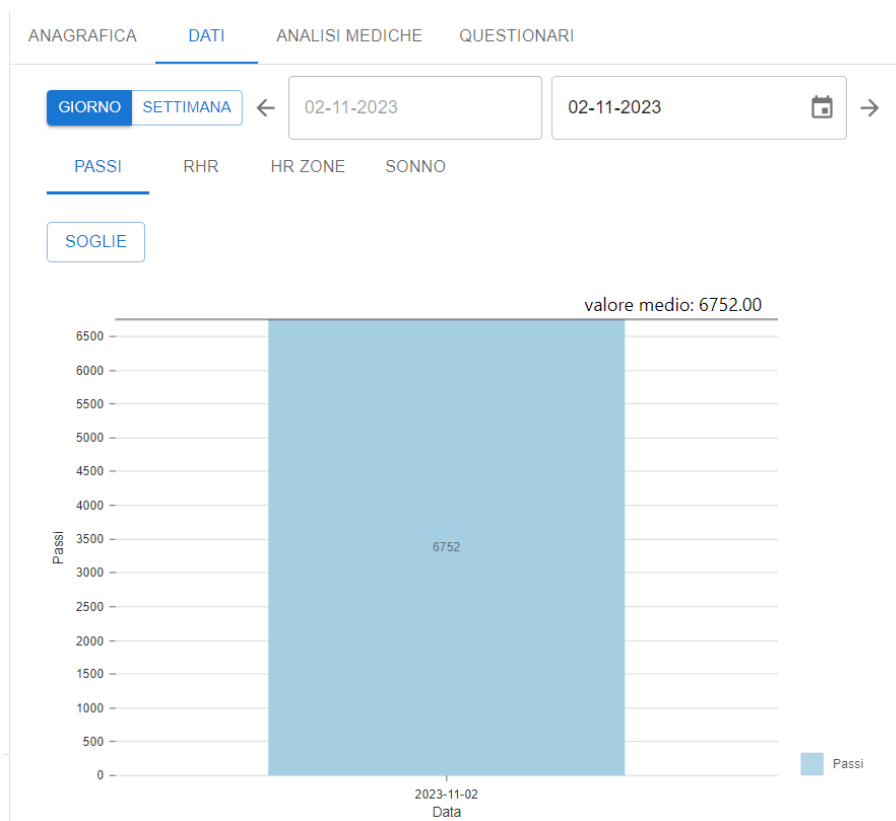 ANAGRAFICA DATI ANALISI MEDICHE QUESTIONARI
GIORNO SETTIMANA 02-11-2023 02-11-2023
PASSI RHR HR ZONE SONNO
SOGLIE
valore medio: 6752.00
6500
6000
5500
5000
4500
4000
3500
3000
2500
2000
1500
1000
500
0
Passi
6752
2023-11-02
Data
Passi